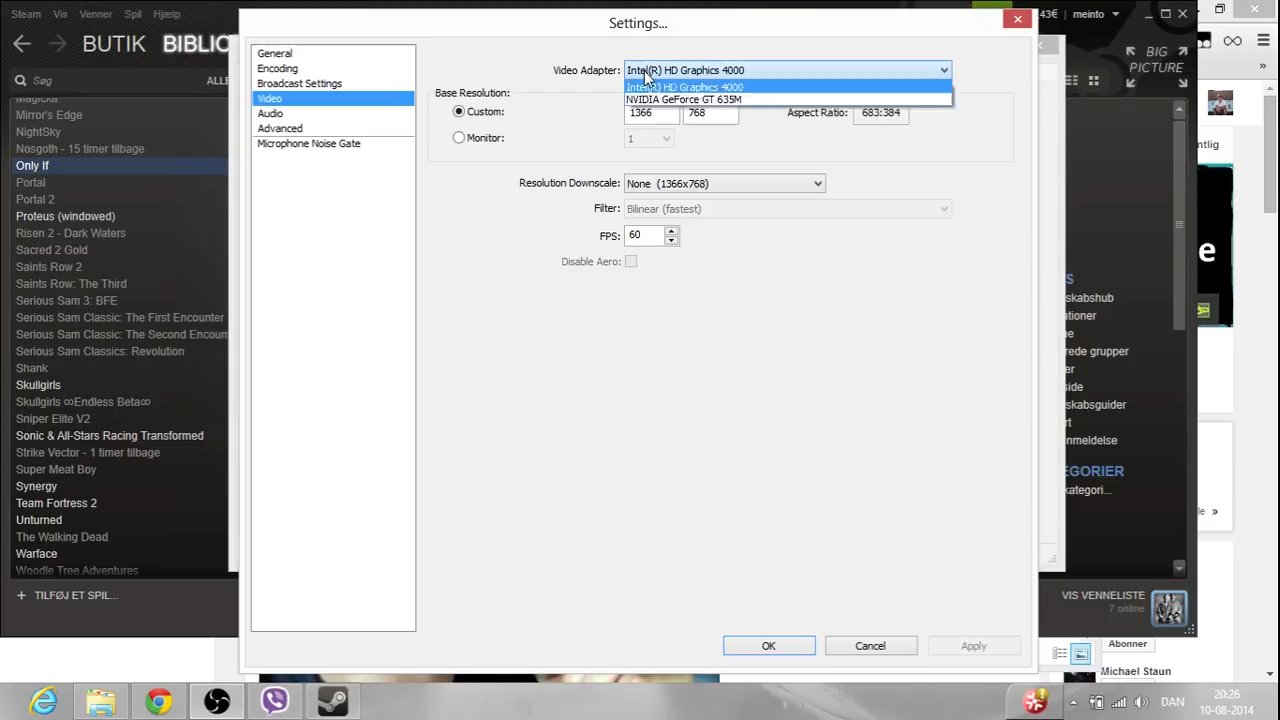 Steam Vis Venner Spil Hjælp
Settings...
43€ meinto
BUTIK BIBLIO
BIG
PICTURE
Søg ALLE
Magicka
Mirror's Edge
NightSky
Nosgoth - 15 timer tilbage
Only If
Portal
Portal 2
Proteus (windowed)
Risen 2 - Dark Waters
Sacred 2 Gold
Saints Row 2
Saints Row: The Third
Serious Sam 3: BFE
Serious Sam Classic: The First Encounter
Serious Sam Classic: The Second Encoun
Serious Sam Classics: Revolution
Shank
Skullgirls
Skullgirls ∞Endless Beta∞
Sniper Elite V2
Sonic & All-Stars Racing Transformed
Strike Vector - 1 timer tilbage
Super Meat Boy
Synergy
Team Fortress 2
Unturned
The Walking Dead
Warface
Woodle Tree Adventures
+ TILFØJ ET SPIL...
General
Encoding
Broadcast Settings
Video
Audio
Advanced
Microphone Noise Gate
Video Adapter: Intel(R) HD Graphics 4000
Intel(R) HD Graphics 4000
NVIDIA GeForce GT 635M
Base Resolution:
Custom: 1366 768 Aspect Ratio: 683:384
Monitor: 1
Resolution Downscale: None (1366x768)
Filter: Bilinear (fastest)
FPS: 60
Disable Aero:
OK Cancel Apply
ntlig
e
S
skabshub
ationer
me
rede grupper
side
skabsguider
nmeldelse
EGORIER
kategori...
le »
VIS VENNELISTE
7 online
Abonner
Michael Staun
DAN
20:26
10-08-2014